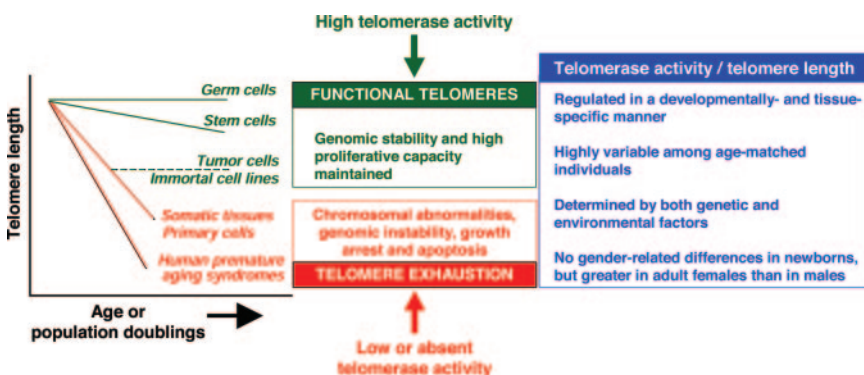 High telomerase activity
Telomere length
Germ cells
Stem cells
Tumor cells
Immortal cell lines
Somatic tissues
Primary cells
Human premature
aging syndromes
Age or
population doublings
FUNCTIONAL TELOMERES
Genomic stability and high
proliferative capacity
maintained
Chromosomal abnormalities,
genomic instability, growth
arrest and apoptosis
TELOMERE EXHAUSTION
Low or absent
telomerase activity
Telomerase activity / telomere length
Regulated in a developmentally- and tissue-
specific manner
Highly variable among age-matched
individuals
Determined by both genetic and
environmental factors
No gender-related differences in newborns,
but greater in adult females than in males